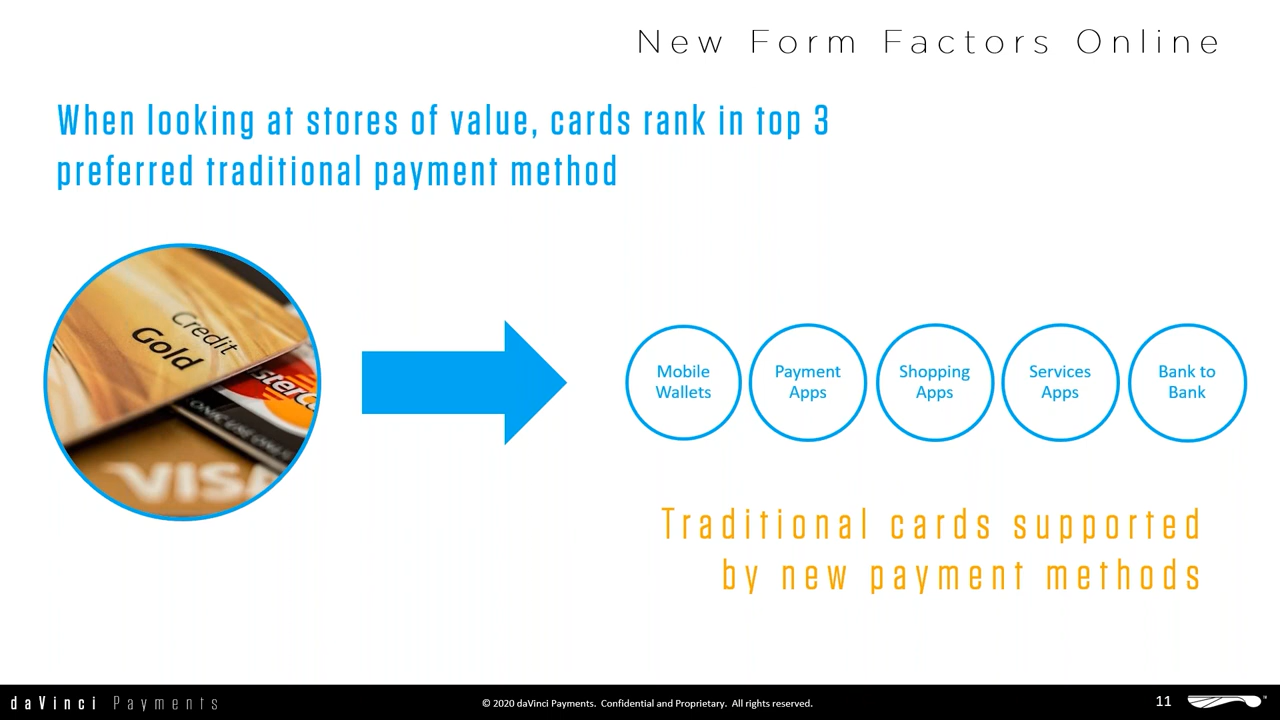 New Form Factors Online
When looking at stores of value, cards rank in top 3
preferred traditional payment method
Credit
Gold
VISA
Mobile
Wallets
Payment
Apps
Shopping
Apps
Services
Apps
Bank to
Bank
Traditional cards supported
by new payment methods
daVinci Payments
© 2020 daVinci Payments. Confidential and Proprietary. All rights reserved.
11